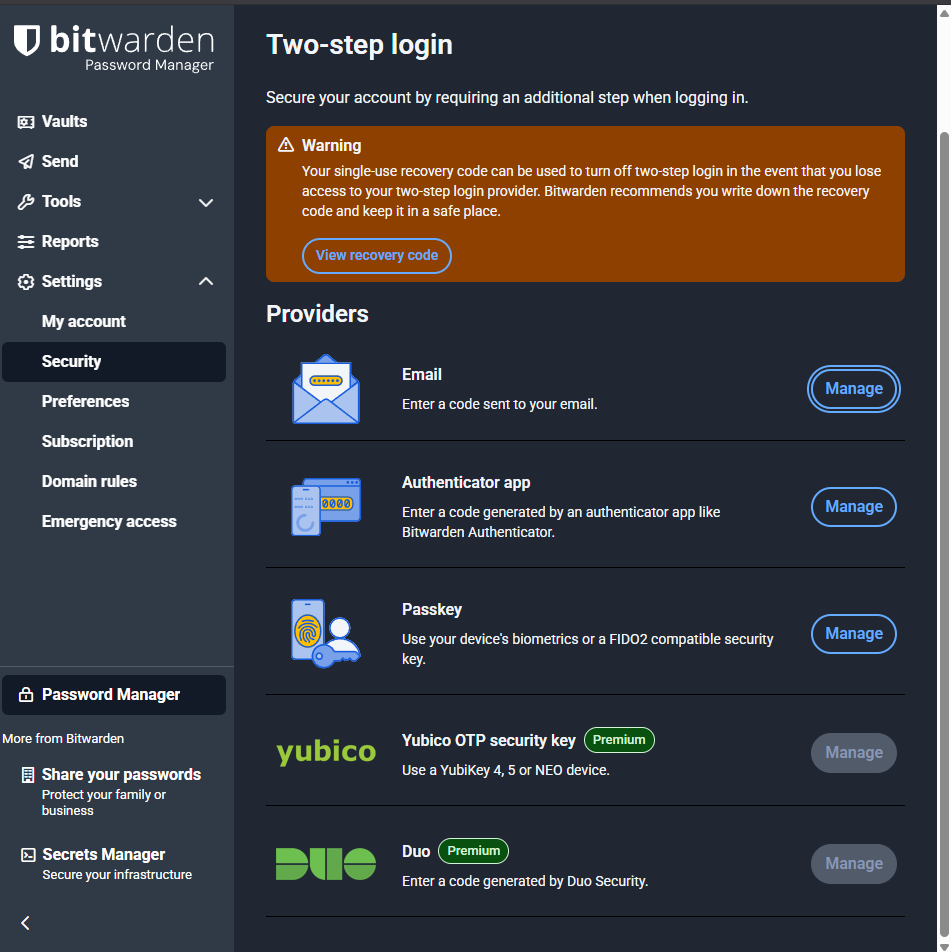 bitwarden
Password Manager
Vaults
Send
Tools
Reports
Settings
My account
Security
Preferences
Subscription
Domain rules
Emergency access
Password Manager
More from Bitwarden
Share your passwords
Protect your family or
business
Secrets Manager
Secure your infrastructure
Two-step login
Secure your account by requiring an additional step when logging in.
Warning
Your single-use recovery code can be used to turn off two-step login in the event that you lose
access to your two-step login provider. Bitwarden recommends you write down the recovery
code and keep it in a safe place.
View recovery code
Providers
Email
Enter a code sent to your email.
Manage
Authenticator app
Enter a code generated by an authenticator app like
Bitwarden Authenticator.
Manage
Passkey
Use your device's biometrics or a FIDO2 compatible security
key.
Manage
yubico
Yubico OTP security key Premium
Use a YubiKey 4, 5 or NEO device.
Manage
DUO
Duo Premium
Enter a code generated by Duo Security.
Manage